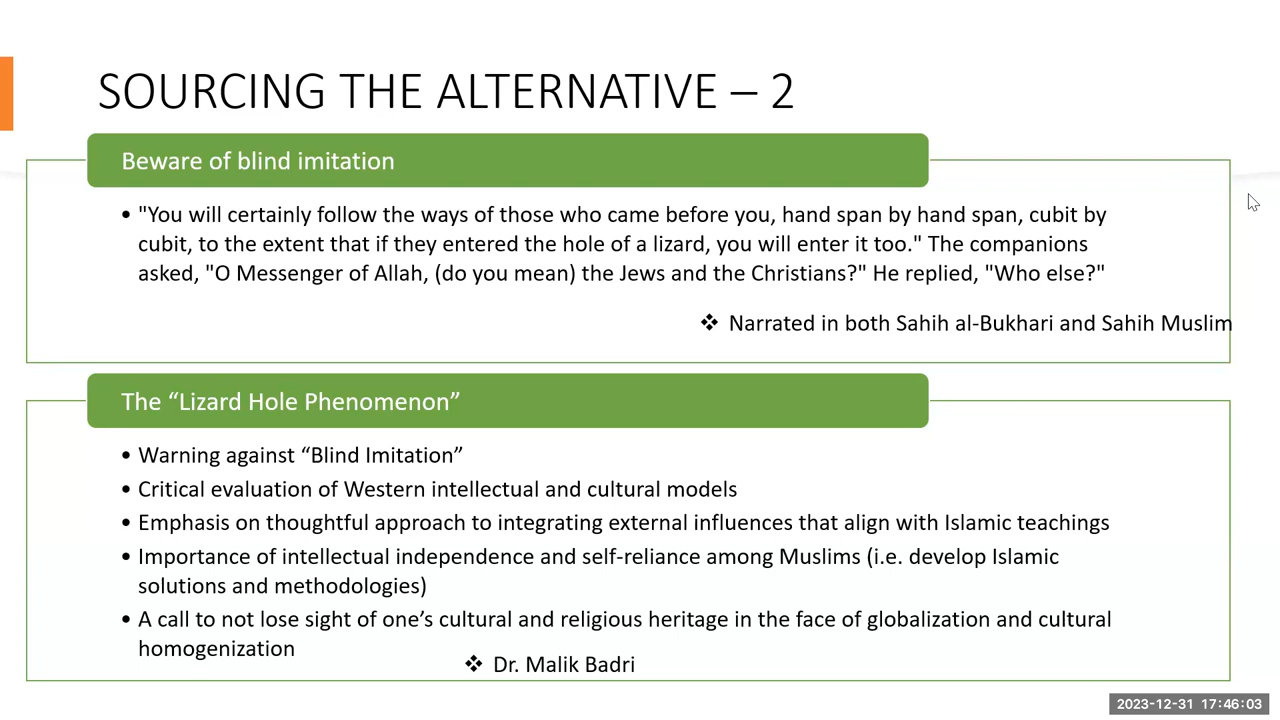 SOURCING THE ALTERNATIVE – 2
Beware of blind imitation
• "You will certainly follow the ways of those who came before you, hand span by hand span, cubit by
cubit, to the extent that if they entered the hole of a lizard, you will enter it too." The companions
asked, "O Messenger of Allah, (do you mean) the Jews and the Christians?" He replied, "Who else?"
❖ Narrated in both Sahih al-Bukhari and Sahih Muslim
The “Lizard Hole Phenomenon”
• Warning against “Blind Imitation”
• Critical evaluation of Western intellectual and cultural models
• Emphasis on thoughtful approach to integrating external influences that align with Islamic teachings
• Importance of intellectual independence and self-reliance among Muslims (i.e. develop Islamic
solutions and methodologies)
• A call to not lose sight of one’s cultural and religious heritage in the face of globalization and cultural
homogenization
❖ Dr. Malik Badri
2023-12-31 17:46:03